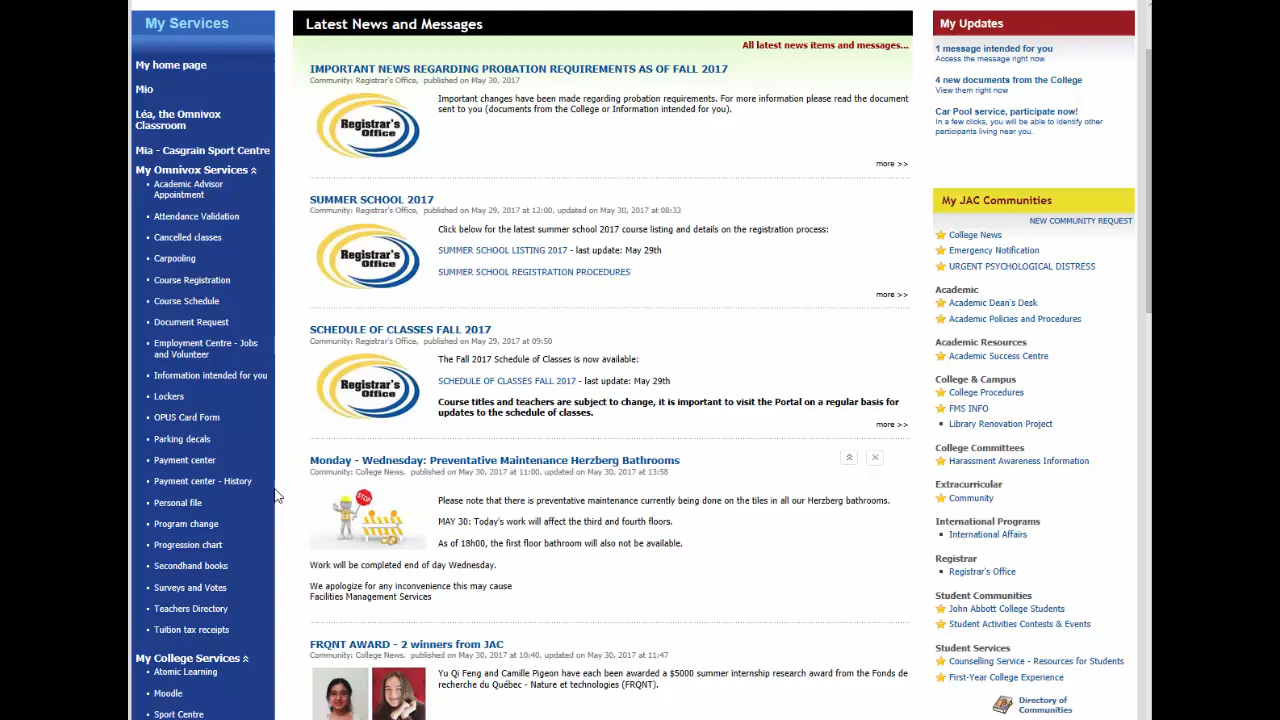 My Services
My home page
Mio
Léa, the Omnivox
Classroom
Mia - Casgrain Sport Centre
My Omnivox Services
Academic Advisor
Appointment
Attendance Validation
Cancelled classes
Carpooling
Course Registration
Course Schedule
Document Request
Employment Centre - Jobs
and Volunteer
Information intended for you
Lockers
OPUS Card Form
Parking decals
Payment center
Payment center - History
Personal file
Program change
Progression chart
Secondhand books
Surveys and Votes
Teachers Directory
Tuition tax receipts
My College Services
Atomic Learning
Moodle
Sport Centre
Latest News and Messages
All latest news items and messages...
IMPORTANT NEWS REGARDING PROBATION REQUIREMENTS AS OF FALL 2017
Community: Registrar's Office, published on May 30, 2017
Registrar's
Office
Important changes have been made regarding probation requirements. For more information please read the document
sent to you (documents from the College or Information intended for you).
more >>
SUMMER SCHOOL 2017
Community: Registrar's Office, published on May 29, 2017 at 12:00, updated on May 30, 2017 at 08:33
Registrar's
Office
Click below for the latest summer school 2017 course listing and details on the registration process:
SUMMER SCHOOL LISTING 2017 - last update: May 29th
SUMMER SCHOOL REGISTRATION PROCEDURES
more >>
SCHEDULE OF CLASSES FALL 2017
Community: Registrar's Office, published on May 29, 2017 at 09:50
Registrar's
Office
The Fall 2017 Schedule of Classes is now available:
SCHEDULE OF CLASSES FALL 2017 - last update: May 29th
Course titles and teachers are subject to change, it is important to visit the Portal on a regular basis for
updates to the schedule of classes.
more >>
Monday - Wednesday: Preventative Maintenance Herzberg Bathrooms
Community: College News, published on May 30, 2017 at 11:00, updated on May 30, 2017 at 13:58
STOP
Please note that there is preventative maintenance currently being done on the tiles in all our Herzberg bathrooms.
MAY 30: Today's work will affect the third and fourth floors.
As of 18h00, the first floor bathroom will also not be available.
Work will be completed end of day Wednesday.
We apologize for any inconvenience this may cause
Facilities Management Services
FRQNT AWARD - 2 winners from JAC
Community: College News, published on May 30, 2017 at 10:40, updated on May 30, 2017 at 11:47
Yu Qi Feng and Camille Pigeon have each been awarded a $5000 summer internship research award from the Fonds de
recherche du Québec - Nature et technologies (FRQNT).
My Updates
1 message intended for you
Access the message right now
4 new documents from the College
View them right now
Car Pool service, participate now!
In a few clicks, you will be able to identify other
participants living near you.
My JAC Communities
NEW COMMUNITY REQUEST
College News
Emergency Notification
URGENT PSYCHOLOGICAL DISTRESS
Academic
Academic Dean's Desk
Academic Policies and Procedures
Academic Resources
Academic Success Centre
College & Campus
College Procedures
FMS INFO
Library Renovation Project
College Committees
Harassment Awareness Information
Extracurricular
Community
International Programs
International Affairs
Registrar
Registrar's Office
Student Communities
John Abbott College Students
Student Activities Contests & Events
Student Services
Counselling Service - Resources for Students
First-Year College Experience
Directory of
Communities